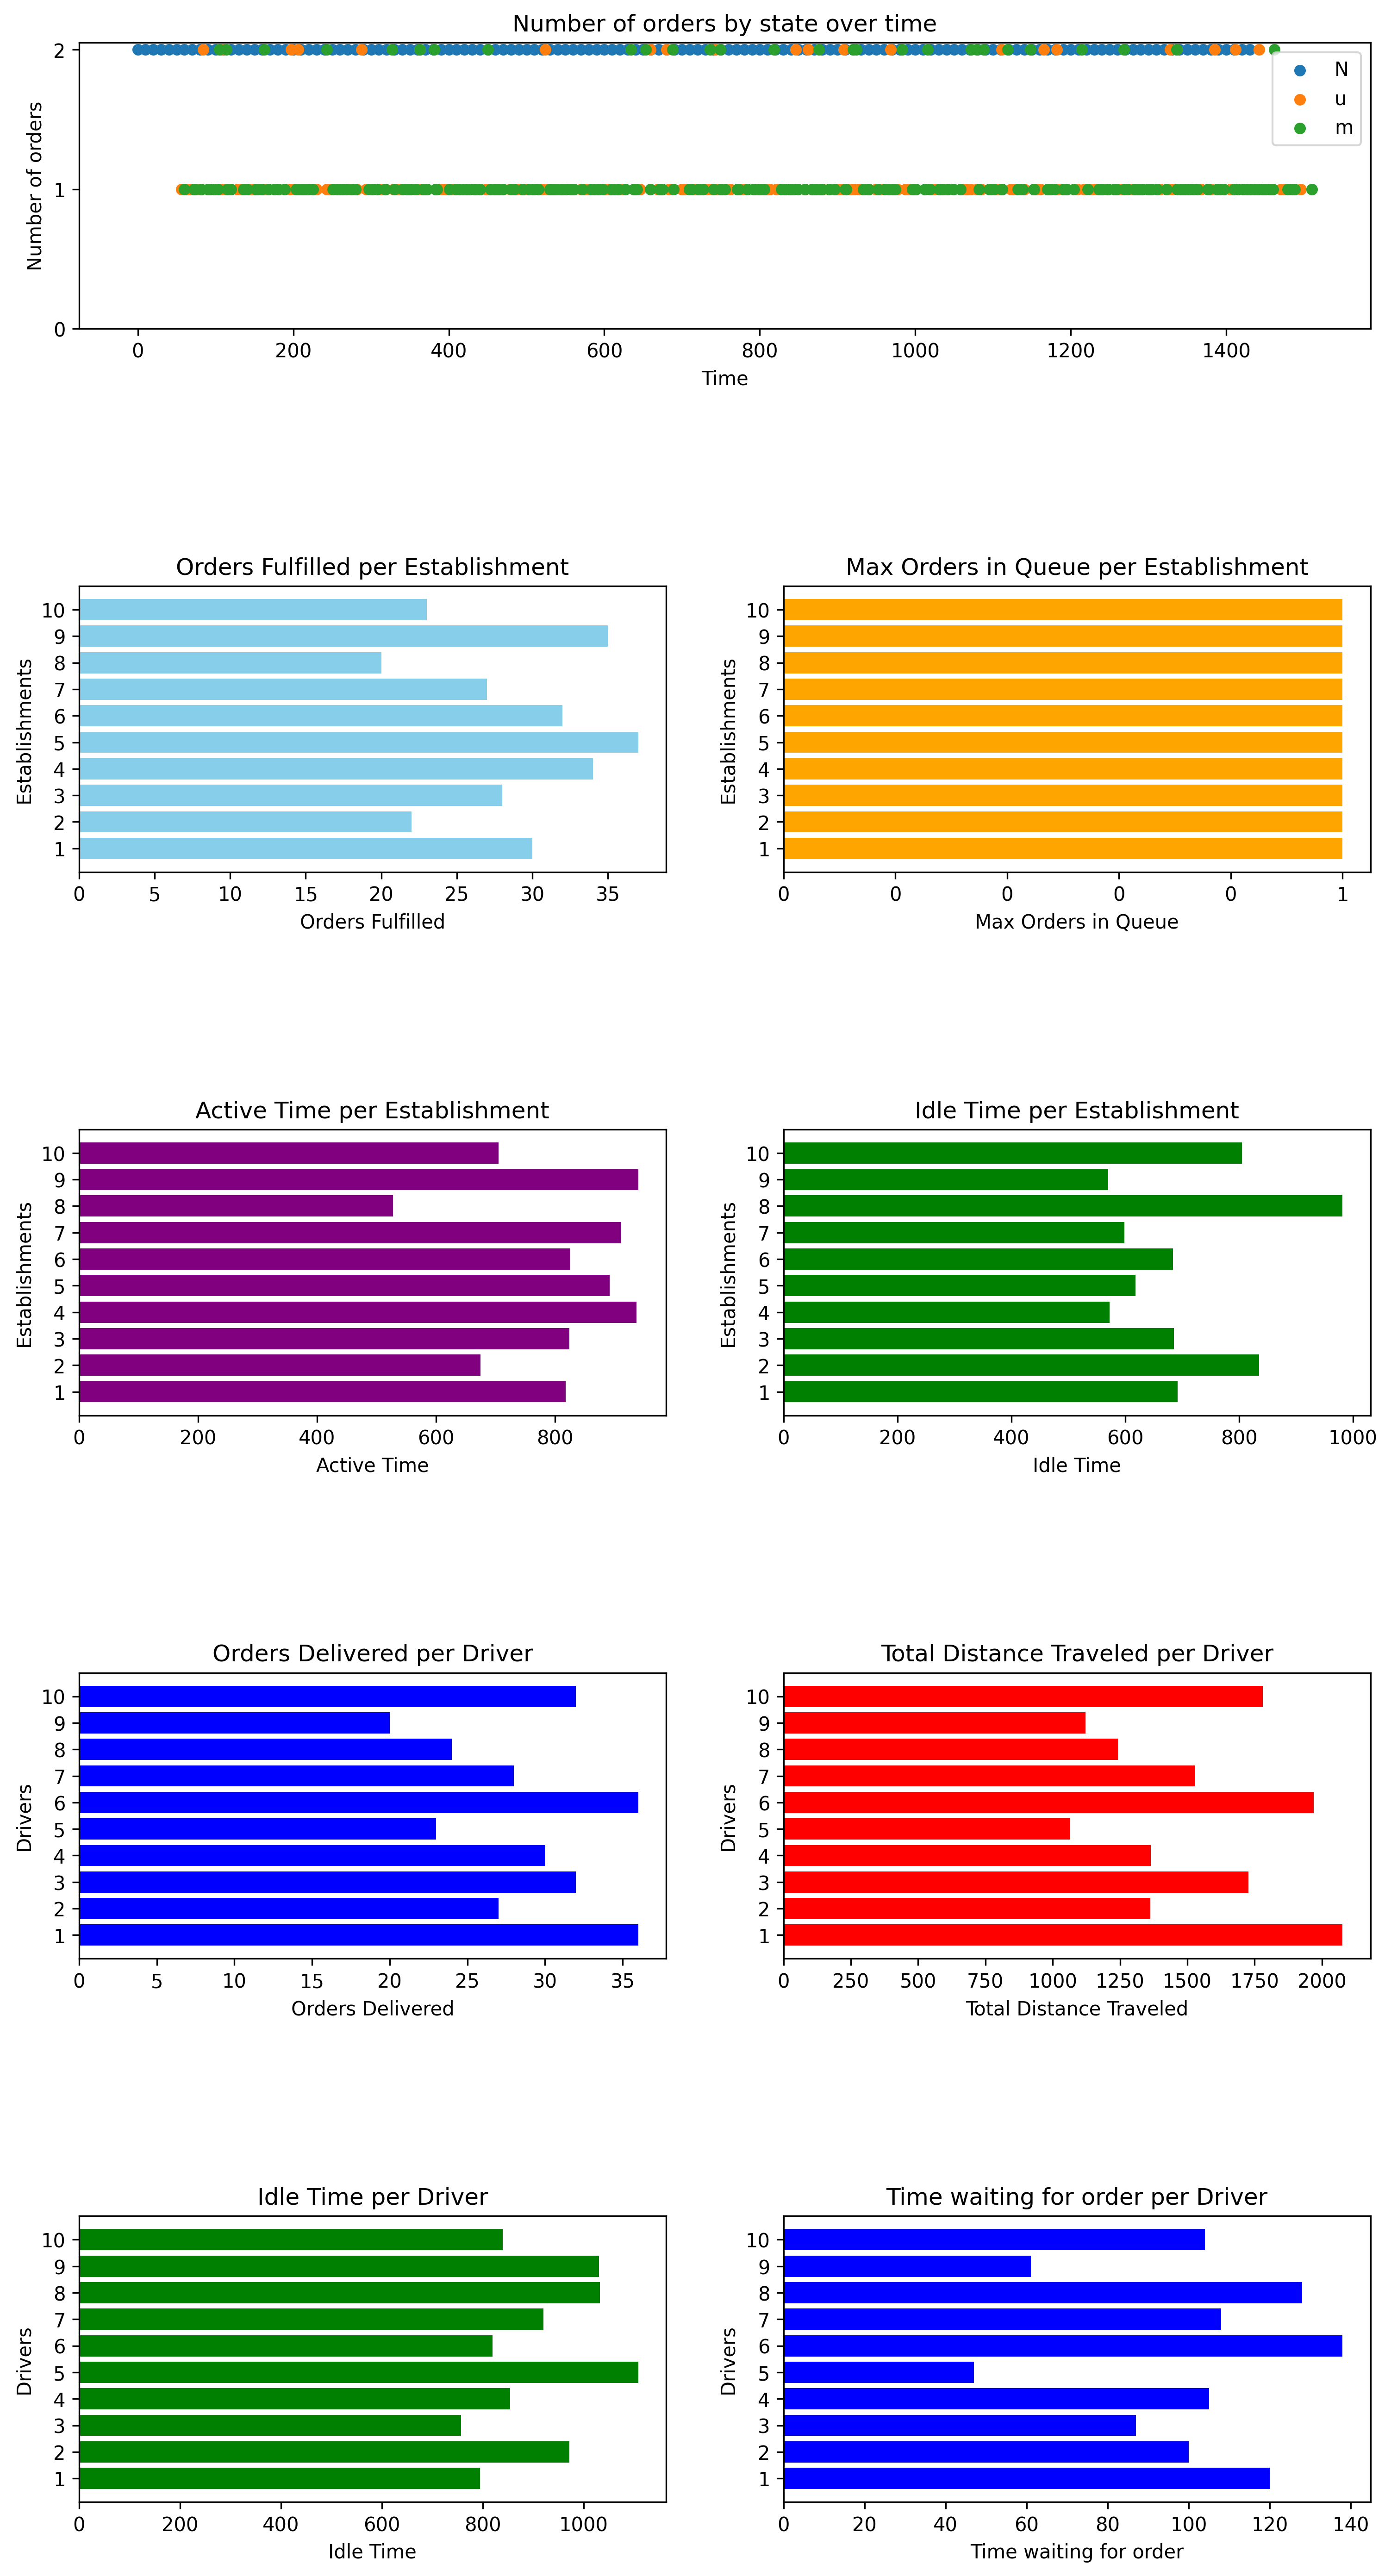 Number of orders by state over time
Number of orders
2
1
0
N
u
m
0 200 400 600 800 1000 1200 1400
Time
Orders Fulfilled per Establishment
Establishments
10
9
8
7
6
5
4
3
2
1
0 5 10 15 20 25 30 35
Orders Fulfilled
Max Orders in Queue per Establishment
Establishments
10
9
8
7
6
5
4
3
2
1
0 0 0 0 0 1
Max Orders in Queue
Active Time per Establishment
Establishments
10
9
8
7
6
5
4
3
2
1
0 200 400 600 800
Active Time
Idle Time per Establishment
Establishments
10
9
8
7
6
5
4
3
2
1
0 200 400 600 800 1000
Idle Time
Orders Delivered per Driver
Drivers
10
9
8
7
6
5
4
3
2
1
0 5 10 15 20 25 30 35
Orders Delivered
Total Distance Traveled per Driver
Drivers
10
9
8
7
6
5
4
3
2
1
0 250 500 750 1000 1250 1500 1750 2000
Total Distance Traveled
Idle Time per Driver
Drivers
10
9
8
7
6
5
4
3
2
1
0 200 400 600 800 1000
Idle Time
Time waiting for order per Driver
Drivers
10
9
8
7
6
5
4
3
2
1
0 20 40 60 80 100 120 140
Time waiting for order